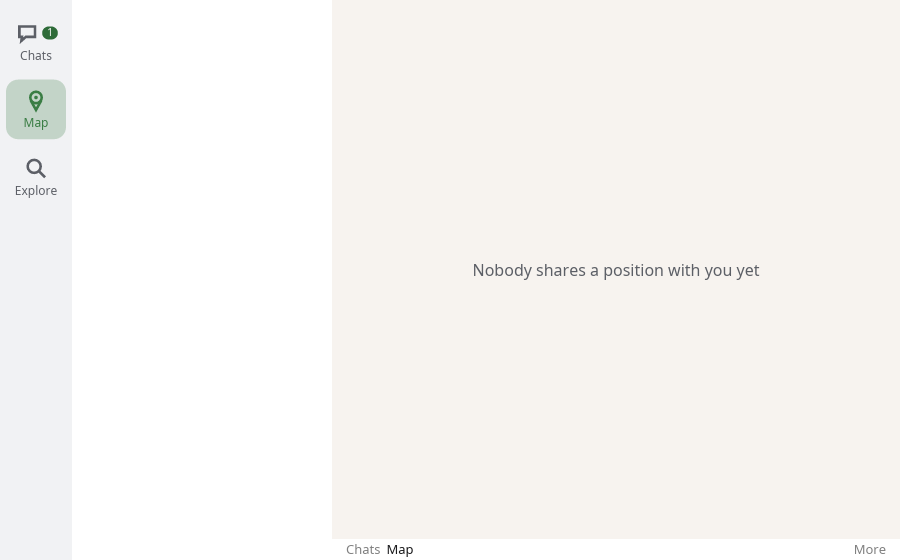 1
Chats
Map
Explore
Nobody shares a position with you yet
Chats Map More